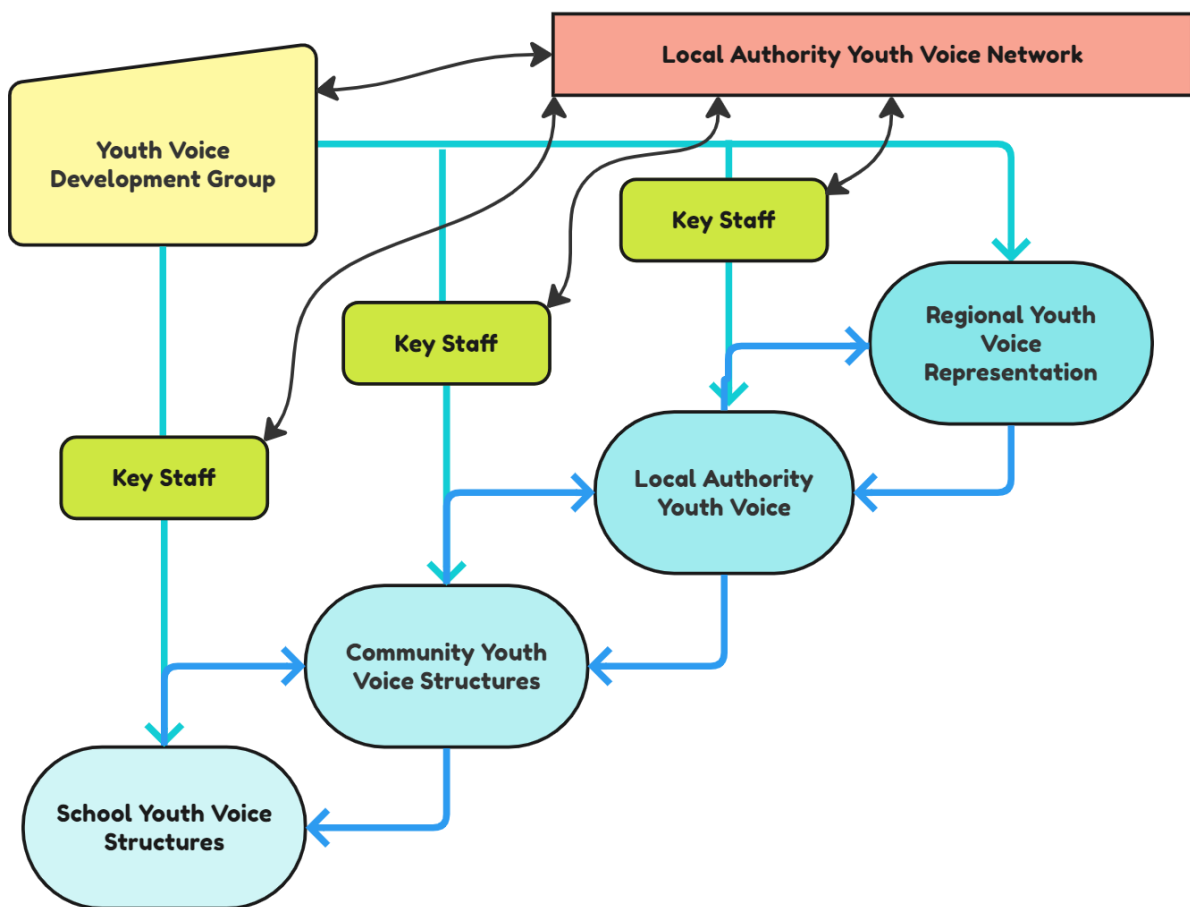 Local Authority Youth Voice Network
Youth Voice
Development Group
Key Staff
Key Staff
Key Staff
Regional Youth
Voice
Representation
Local Authority
Youth Voice
Community Youth
Voice Structures
School Youth Voice
Structures